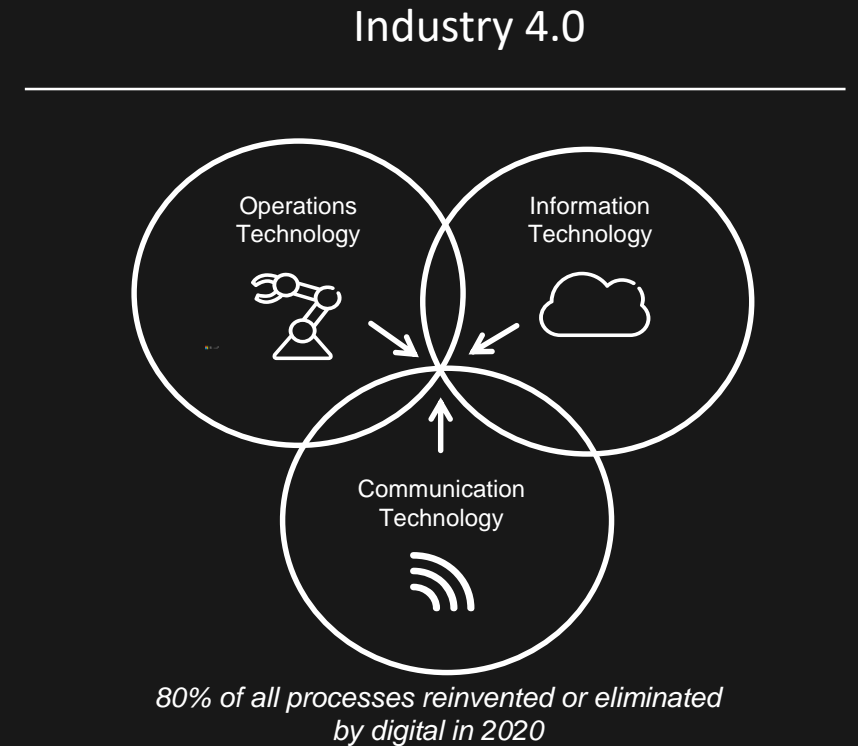 Industry 4.0
Operations
Technology
Information
Technology
Communication
Technology
80% of all processes reinvented or eliminated
by digital in 2020